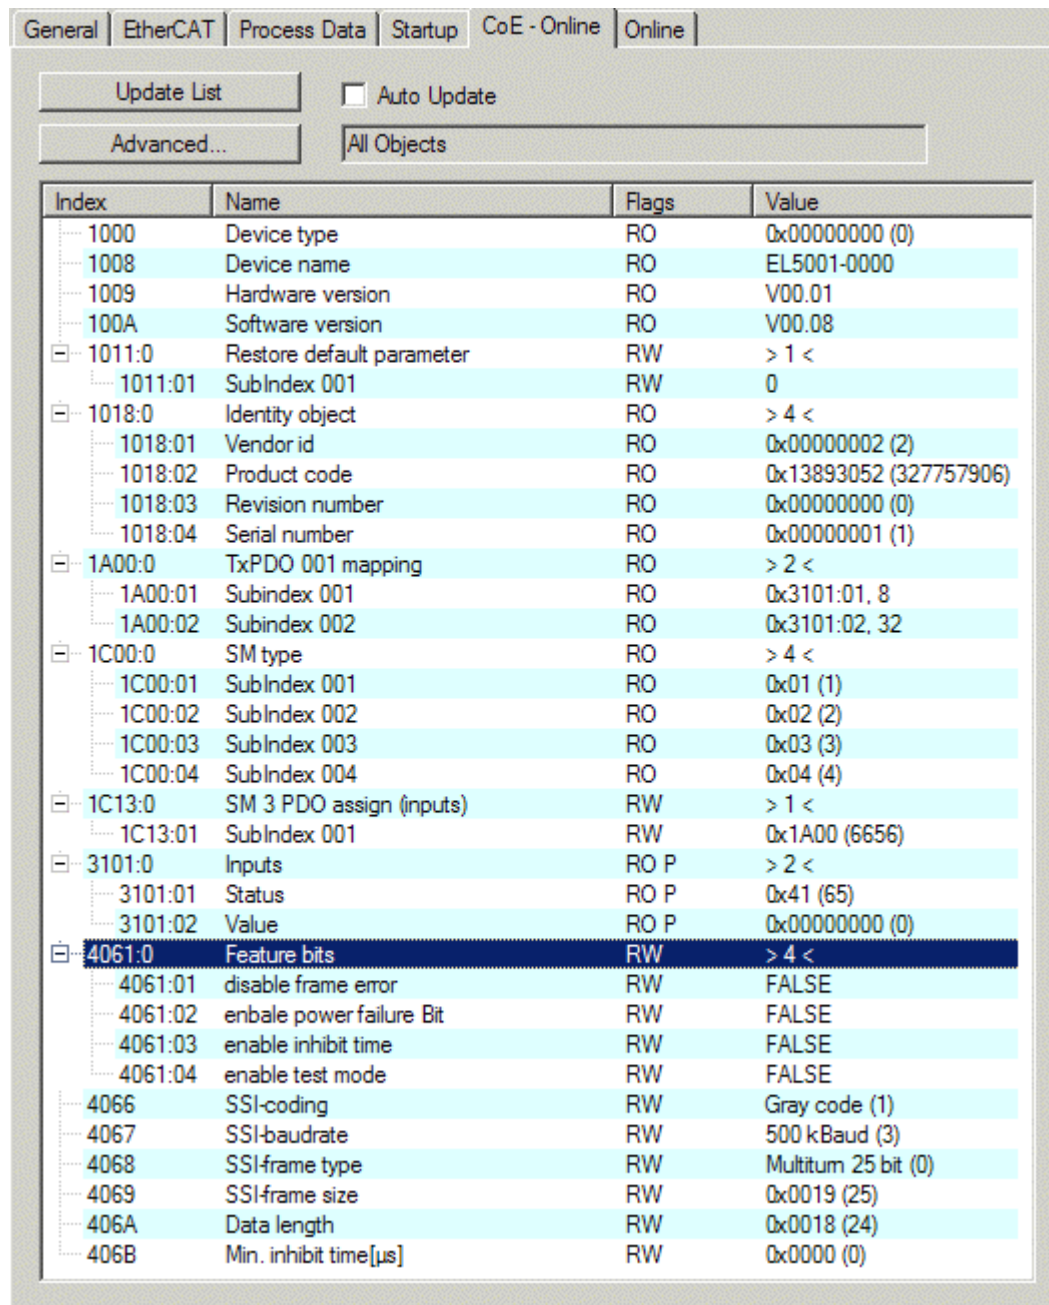 General EtherCAT Process Data Startup CoE - Online Online
Update List Auto Update
Advanced... All Objects
Index Name Flags Value
1000 Device type RO 0x00000000 (0)
1008 Device name RO EL5001-0000
1009 Hardware version RO V00.01
100A Software version RO V00.08
1011:0 Restore default parameter RW > 1 <
1011:01 SubIndex 001 RW 0
1018:0 Identity object RO > 4 <
1018:01 Vendor id RO 0x00000002 (2)
1018:02 Product code RO 0x13893052 (327757906)
1018:03 Revision number RO 0x00000000 (0)
1018:04 Serial number RO 0x00000001 (1)
1A00:0 TxPDO 001 mapping RO > 2 <
1A00:01 Subindex 001 RO 0x3101:01, 8
1A00:02 Subindex 002 RO 0x3101:02, 32
1C00:0 SM type RO > 4 <
1C00:01 SubIndex 001 RO 0x01 (1)
1C00:02 SubIndex 002 RO 0x02 (2)
1C00:03 SubIndex 003 RO 0x03 (3)
1C00:04 SubIndex 004 RO 0x04 (4)
1C13:0 SM 3 PDO assign (inputs) RW > 1 <
1C13:01 SubIndex 001 RW 0x1A00 (6656)
3101:0 Inputs RO P > 2 <
3101:01 Status RO P 0x41 (65)
3101:02 Value RO P 0x00000000 (0)
4061:0 Feature bits RW > 4 <
4061:01 disable frame error RW FALSE
4061:02 enbale power failure Bit RW FALSE
4061:03 enable inhibit time RW FALSE
4061:04 enable test mode RW FALSE
4066 SSI-coding RW Gray code (1)
4067 SSI-baudrate RW 500 kBaud (3)
4068 SSI-frame type RW Multiturn 25 bit (0)
4069 SSI-frame size RW 0x0019 (25)
406A Data length RW 0x0018 (24)
406B Min. inhibit time[µs] RW 0x0000 (0)